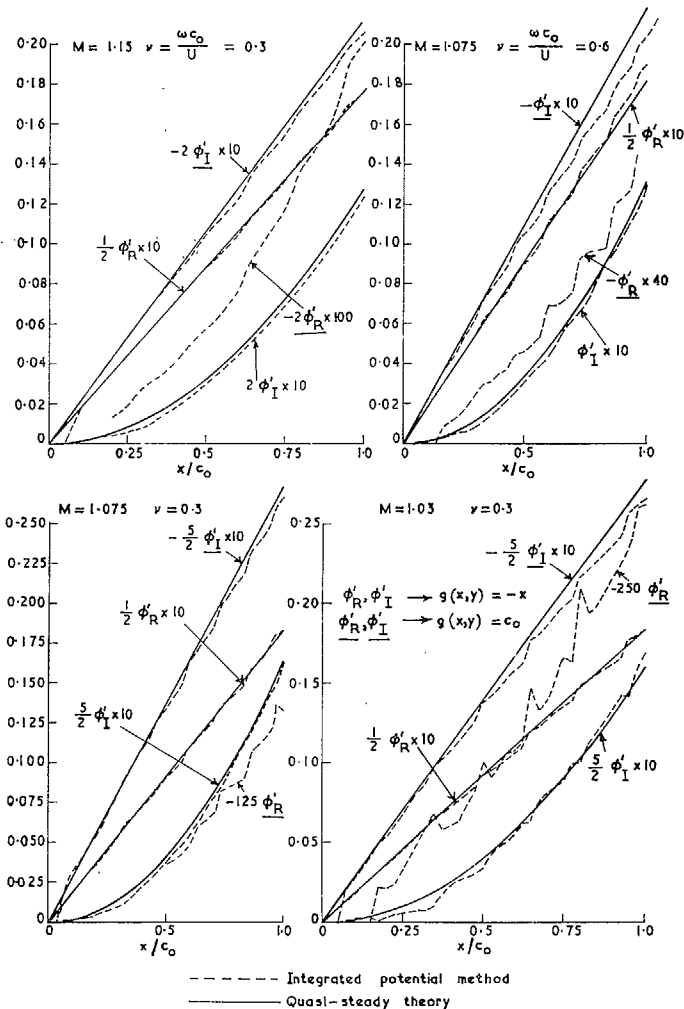 M = 1.15 ν = ωc₀/U = 0.3
0.20
0.18
0.16
0.14
0.12
0.10
0.08
0.06
0.04
0.02
0
-2 ϕ'I × 10
1/2 ϕ'R × 10
-2 ϕ'R × 100
2 ϕ'I × 10
0.25 0.5 0.75 1.0
x/c₀
M = 1.075 ν = ωc₀/U = 0.6
0.20
0.18
0.16
0.14
0.12
0.10
0.08
0.06
0.04
0.02
0
-ϕ'I × 10
1/2 ϕ'R × 10
-ϕ'R × 40
ϕ'I × 10
0.25 0.5 0.75 1.0
x/c₀
M = 1.075 ν = 0.3
0.250
0.225
0.200
0.175
0.150
0.125
0.100
0.075
0.050
0.025
0
- 5/2 ϕ'I × 10
1/2 ϕ'R × 10
5/2 ϕ'I × 10
-125 ϕ'R
0.5 1.0
x/c₀
M = 1.03 ν = 0.3
0.25
0.20
0.15
0.10
0.05
0
- 5/2 ϕ'I × 10
-250 ϕ'R
ϕ'R, ϕ'I → g(x,y) = -x
ϕ'R, ϕ'I → g(x,y) = c₀
1/2 ϕ'R × 10
5/2 ϕ'I × 10
0.25 0.5 0.75 1.0
x/c₀
Integrated potential method
Quasi-steady theory